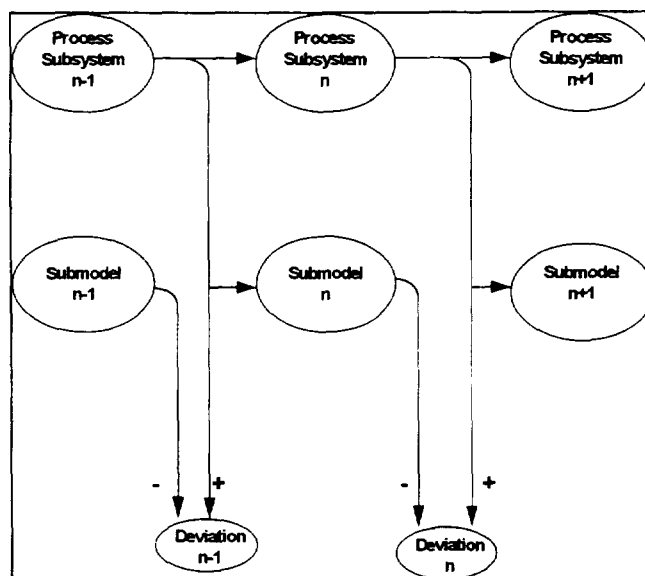 Process
Subsystem
n-1
Process
Subsystem
n
Process
Subsystem
n+1
Submodel
n-1
Submodel
n
Submodel
n+1
-
+
-
+
Deviation
n-1
Deviation
n